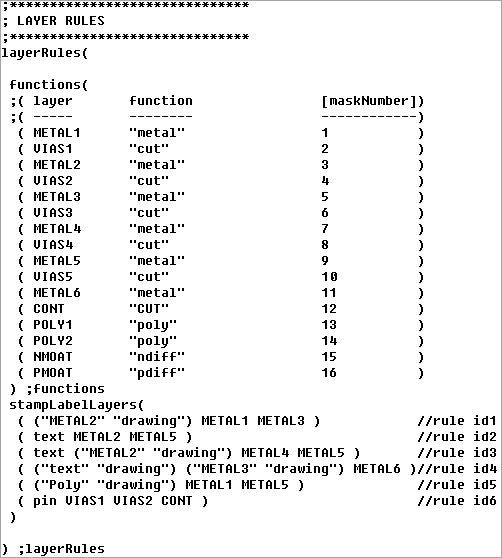 ;******************************
; LAYER RULES
;******************************
layerRules(
functions(
;( layer function [maskNumber])
;( ----- -------- ------------)
( METAL1 "metal" 1 )
( VIAS1 "cut" 2 )
( METAL2 "metal" 3 )
( VIAS2 "cut" 4 )
( METAL3 "metal" 5 )
( VIAS3 "cut" 6 )
( METAL4 "metal" 7 )
( VIAS4 "cut" 8 )
( METAL5 "metal" 9 )
( VIAS5 "cut" 10 )
( METAL6 "metal" 11 )
( CONT "CUT" 12 )
( POLY1 "poly" 13 )
( POLY2 "poly" 14 )
( NMOAT "ndiff" 15 )
( PMOAT "pdiff" 16 )
) ;functions
stampLabelLayers(
( ("METAL2" "drawing") METAL1 METAL3 ) //rule id1
( text METAL2 METAL5 ) //rule id2
( text ("METAL2" "drawing") METAL4 METAL5 ) //rule id3
( ("text" "drawing") ("METAL3" "drawing") METAL6 )//rule id4
( ("Poly" "drawing") METAL1 METAL5 ) //rule id5
( pin VIAS1 VIAS2 CONT ) //rule id6
)
) ;layerRules